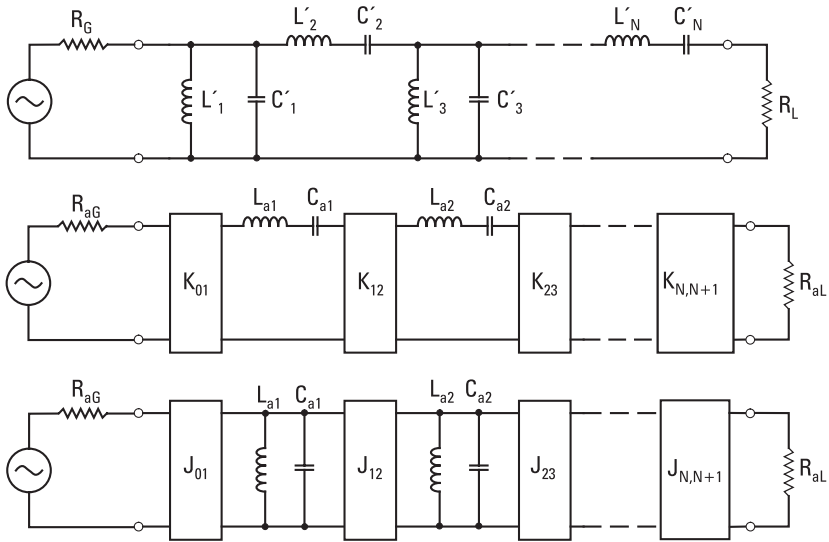 R_G L´_2 C´_2 L´_N C´_N
L´_1 C´_1 L´_3 C´_3 R_L
R_aG L_a1 C_a1 L_a2 C_a2
K_01 K_12 K_23 K_N,N+1 R_aL
R_aG L_a1 C_a1 L_a2 C_a2
J_01 J_12 J_23 J_N,N+1 R_aL